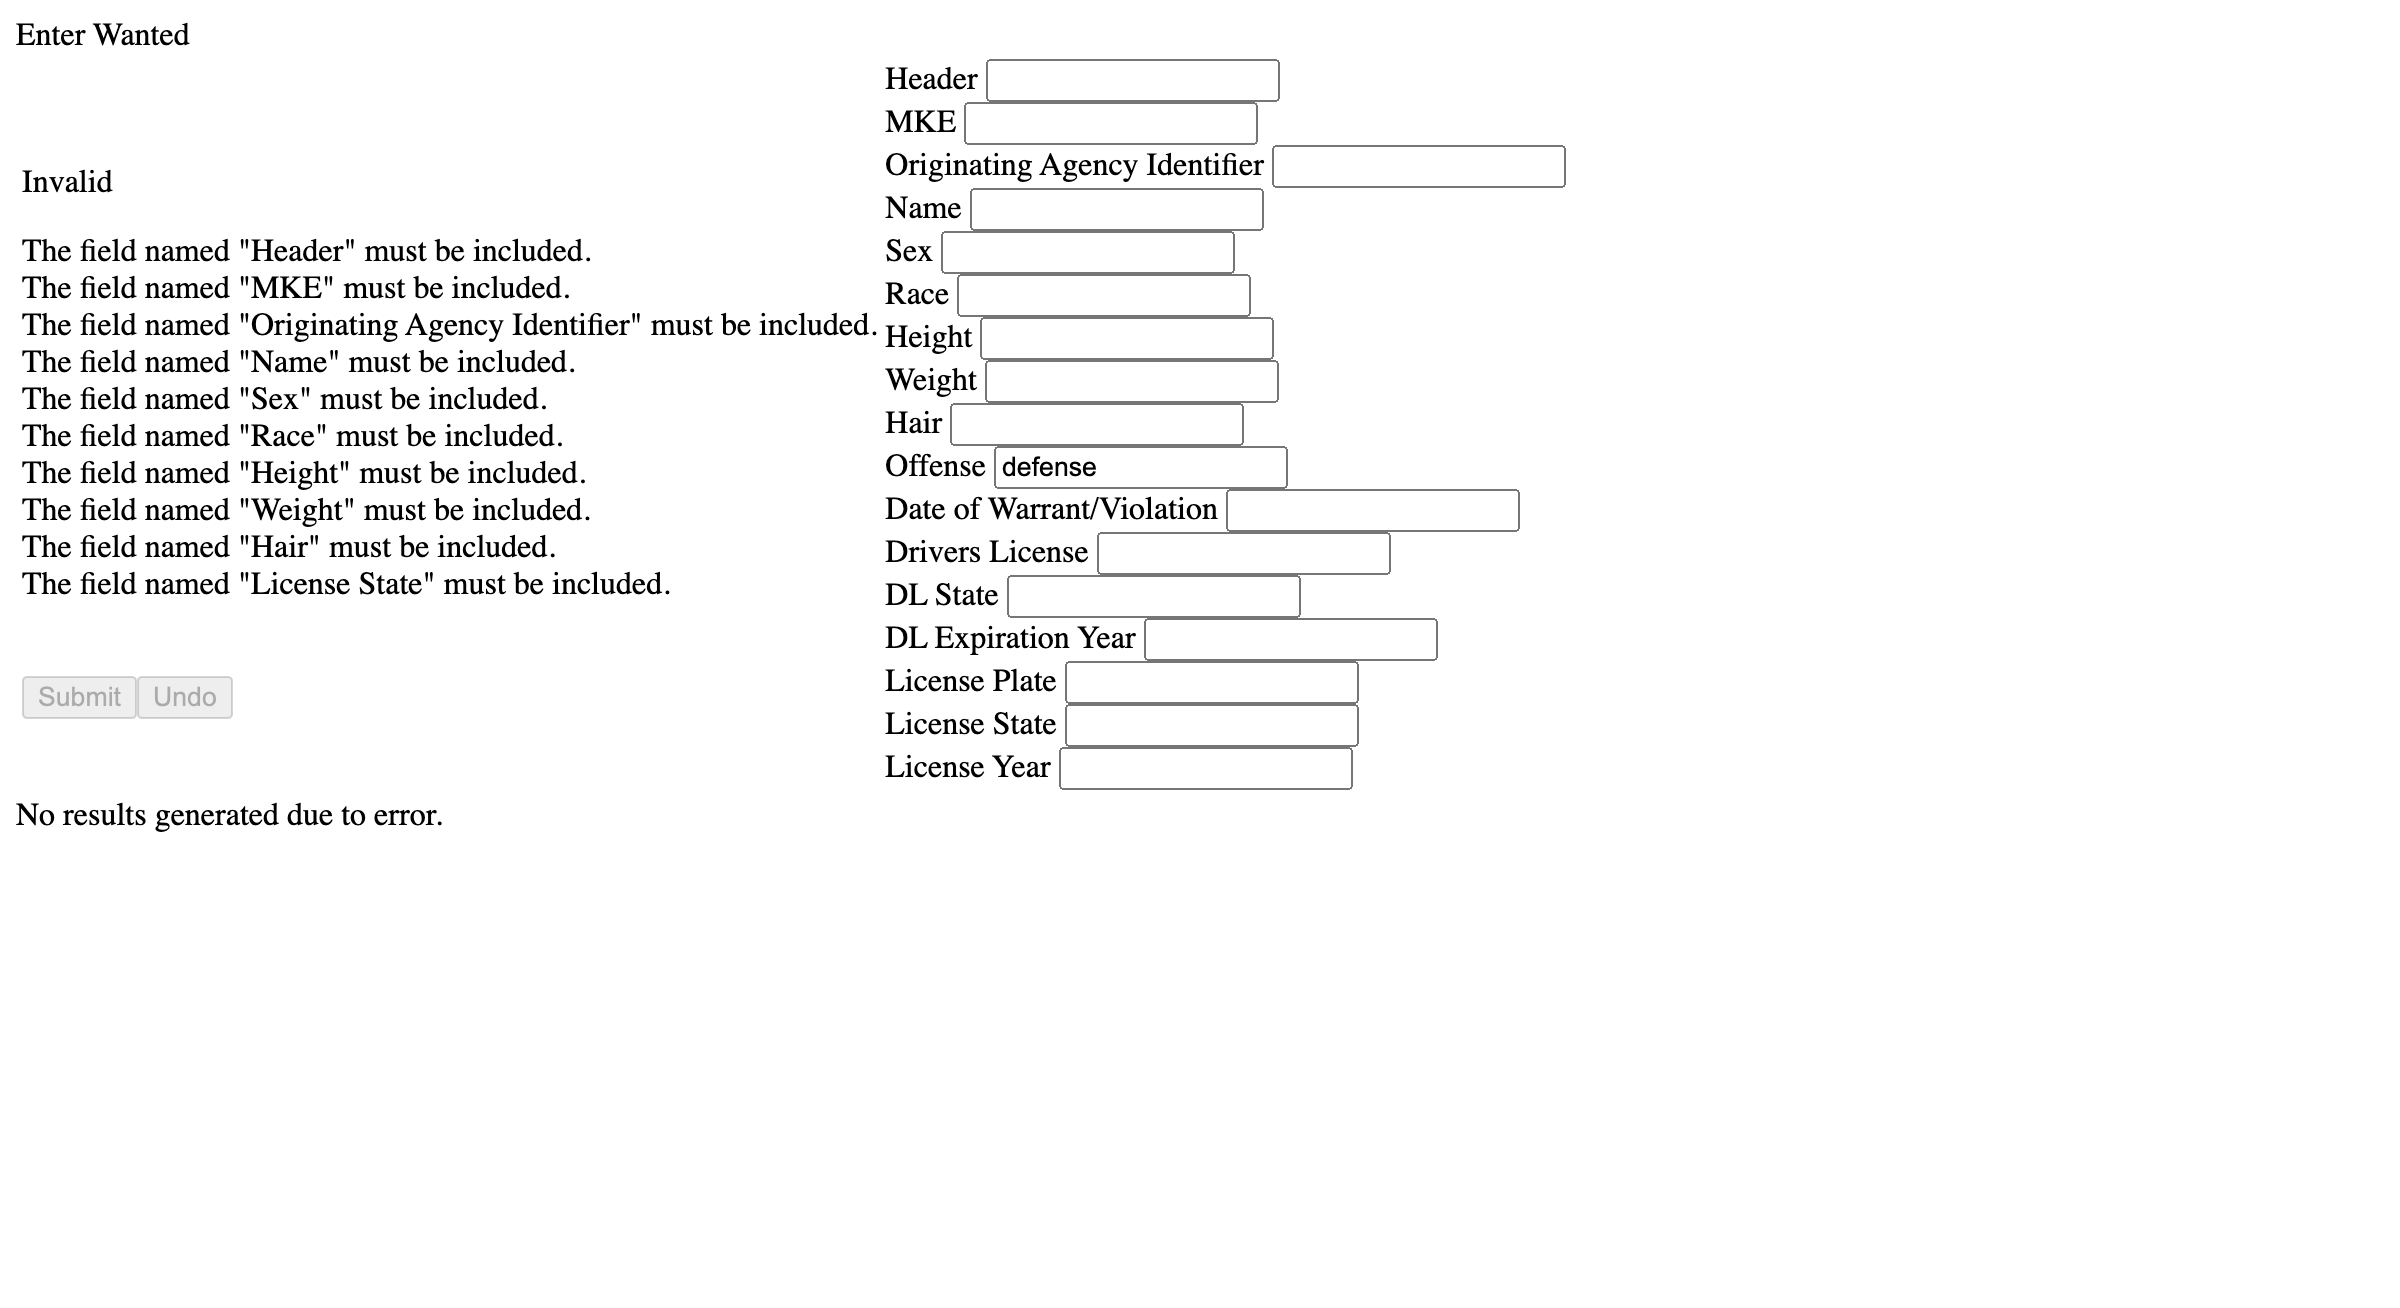 Enter Wanted
Invalid
The field named "Header" must be included.
The field named "MKE" must be included.
The field named "Originating Agency Identifier" must be included.
The field named "Name" must be included.
The field named "Sex" must be included.
The field named "Race" must be included.
The field named "Height" must be included.
The field named "Weight" must be included.
The field named "Hair" must be included.
The field named "License State" must be included.
Submit Undo
Header
MKE
Originating Agency Identifier
Name
Sex
Race
Height
Weight
Hair
Offense defense
Date of Warrant/Violation
Drivers License
DL State
DL Expiration Year
License Plate
License State
License Year
No results generated due to error.